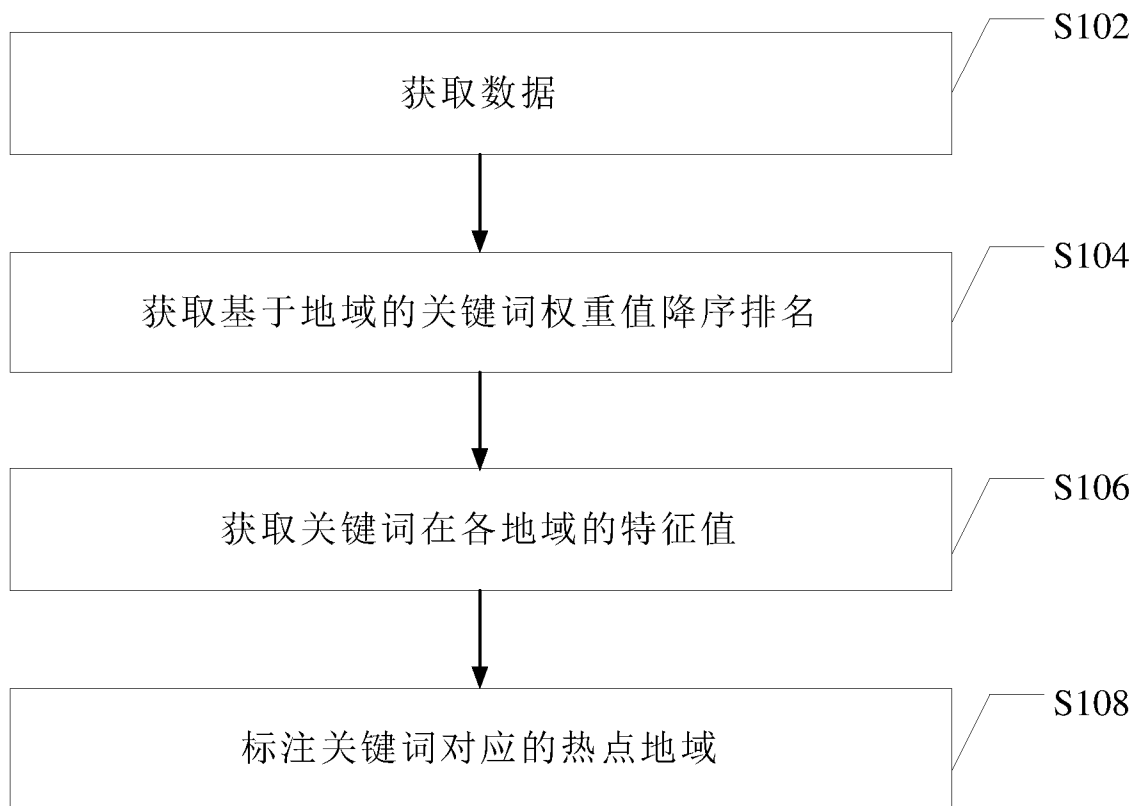 S102
获取数据
S104
获取基于地域的关键词权重值降序排名
S106
获取关键词在各地域的特征值
S108
标注关键词对应的热点地域